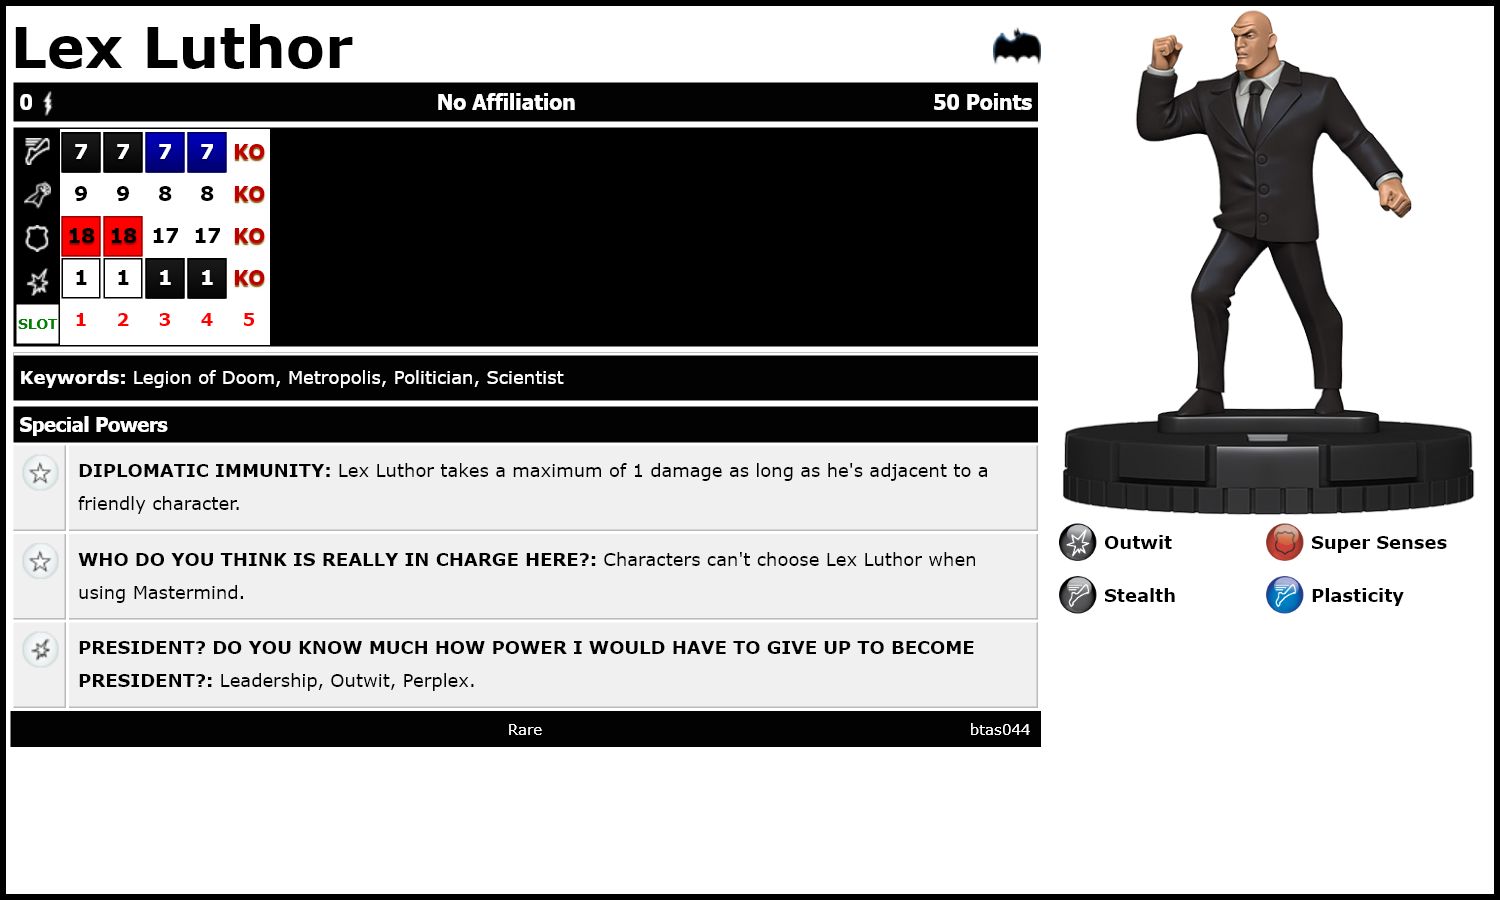 Lex Luthor
0 No Affiliation 50 Points
7 7 7 7 KO
9 9 8 8 KO
18 18 17 17 KO
1 1 1 1 KO
SLOT 1 2 3 4 5
Keywords: Legion of Doom, Metropolis, Politician, Scientist
Special Powers
DIPLOMATIC IMMUNITY: Lex Luthor takes a maximum of 1 damage as long as he's adjacent to a
friendly character.
WHO DO YOU THINK IS REALLY IN CHARGE HERE?: Characters can't choose Lex Luthor when
using Mastermind.
PRESIDENT? DO YOU KNOW MUCH HOW POWER I WOULD HAVE TO GIVE UP TO BECOME
PRESIDENT?: Leadership, Outwit, Perplex.
Rare btas044
Outwit Super Senses
Stealth Plasticity